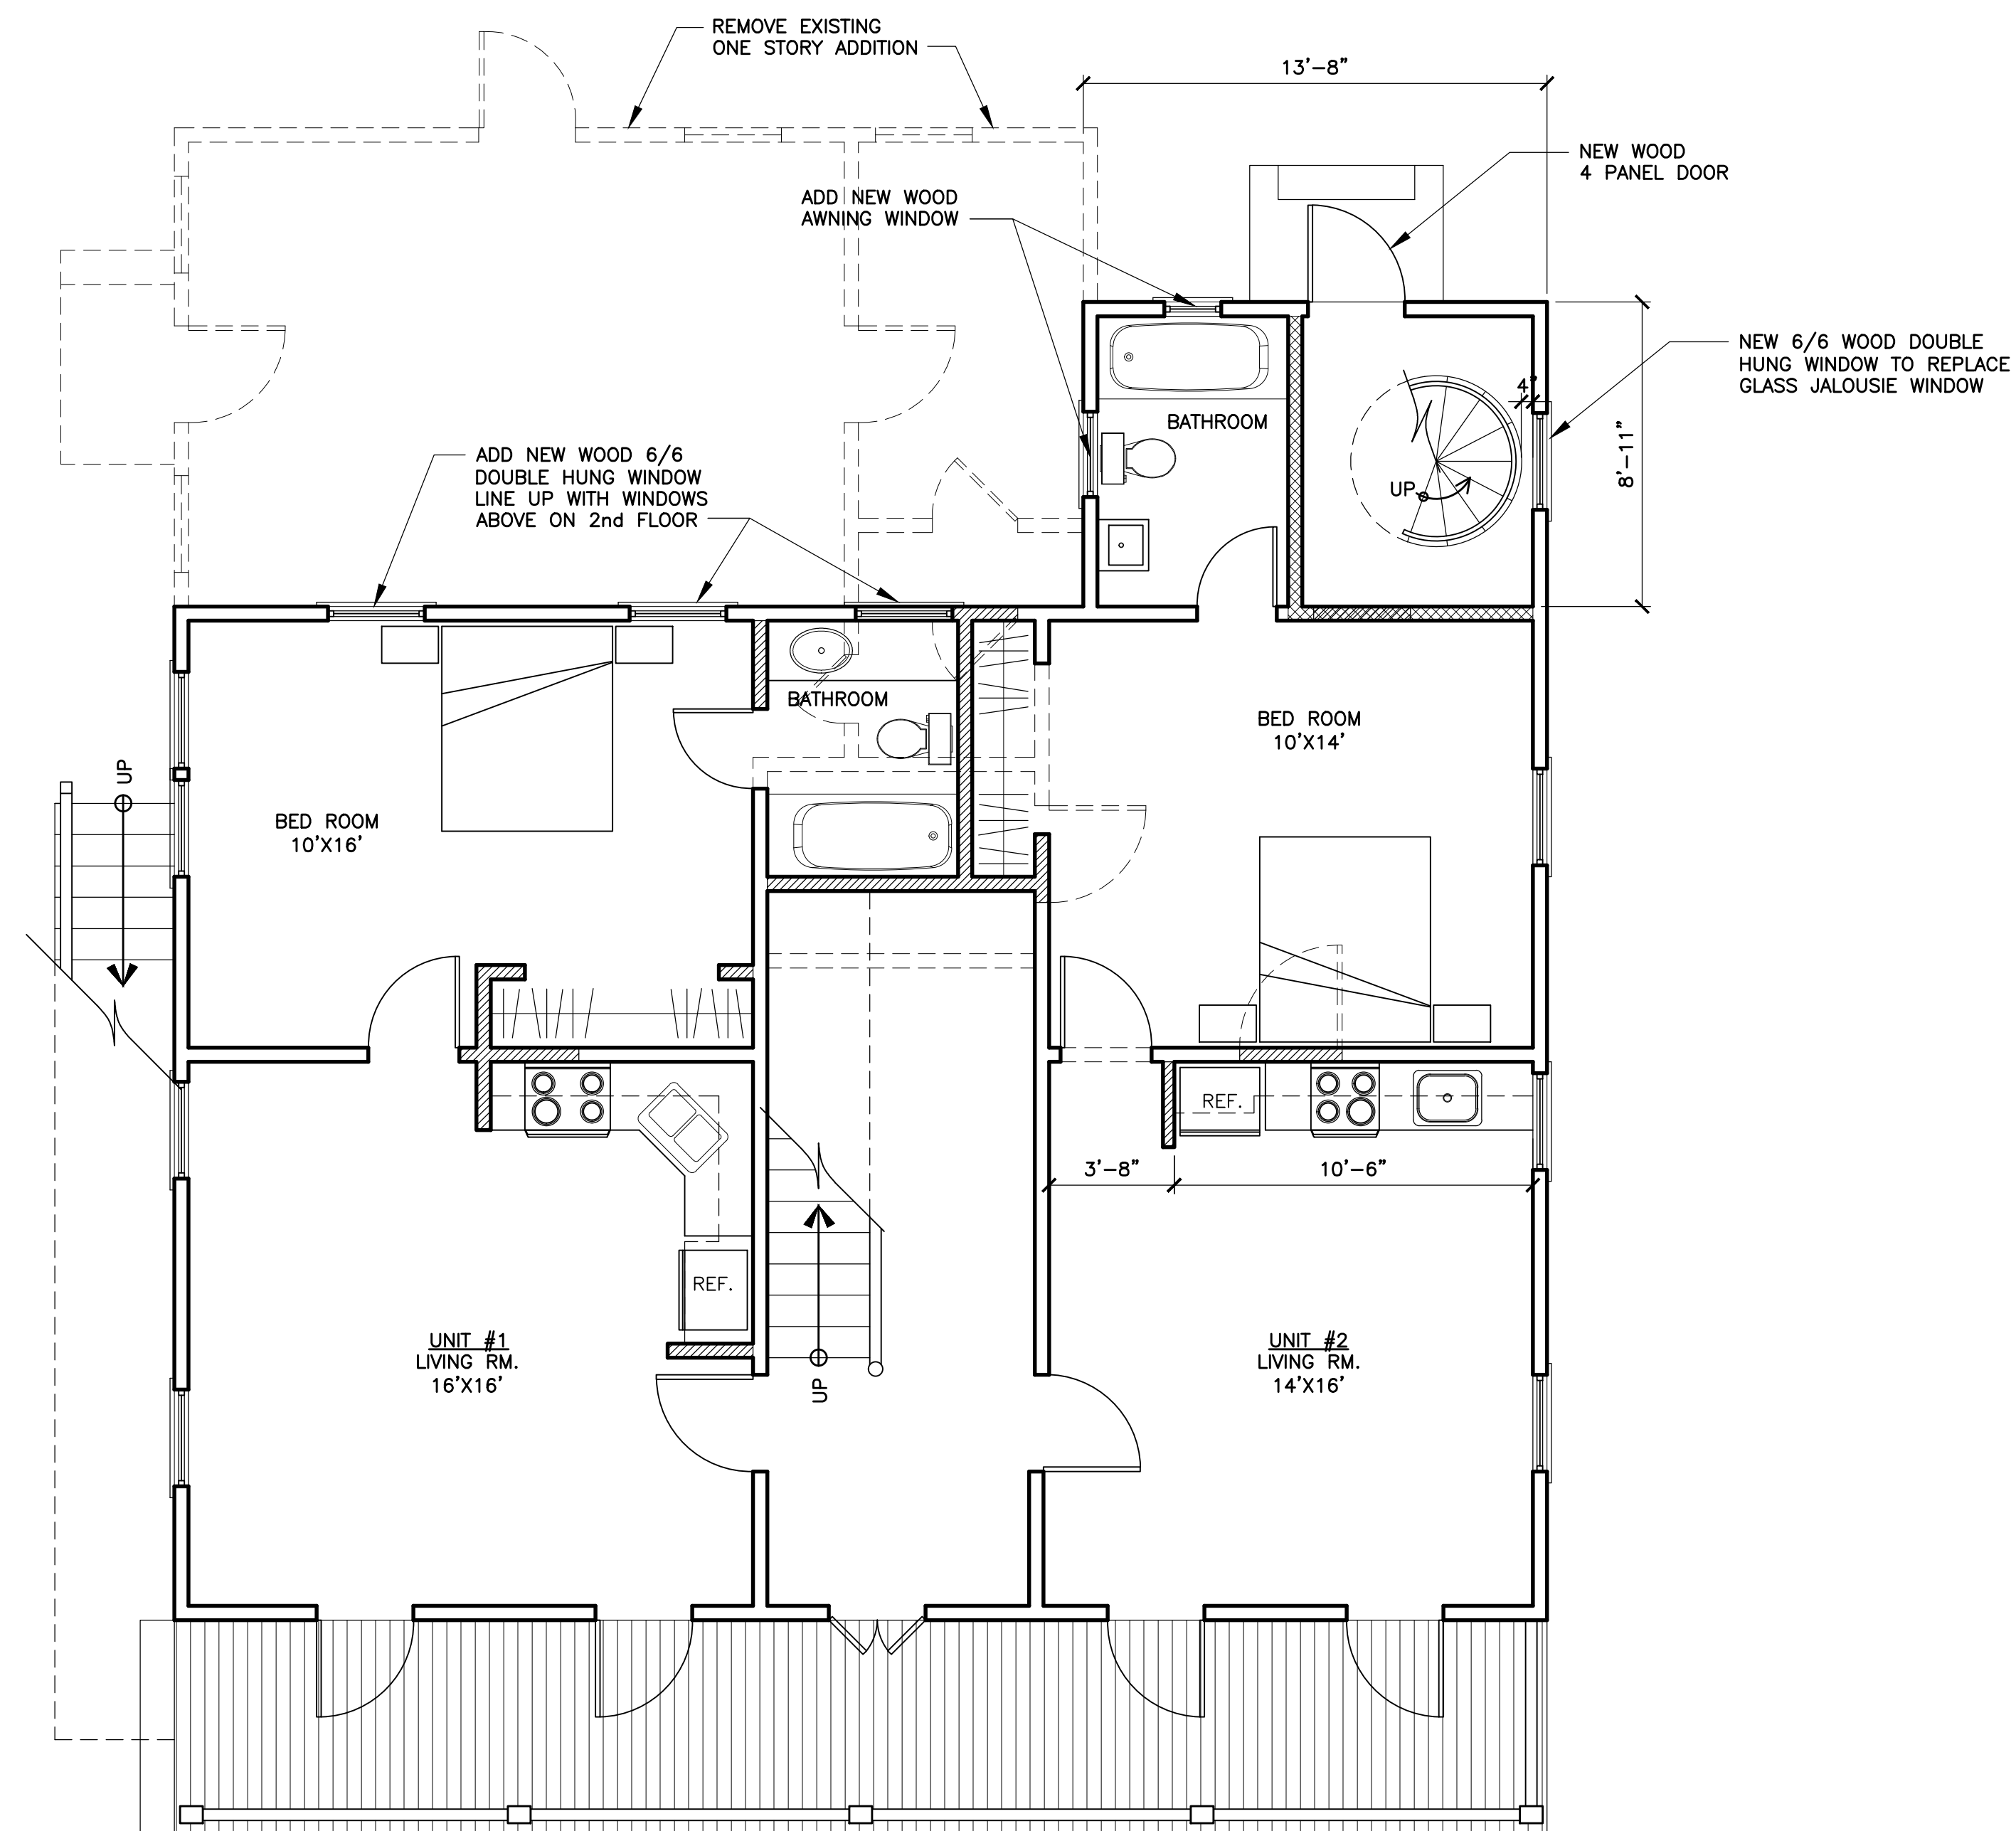 REMOVE EXISTING
ONE STORY ADDITION
13'-8"
NEW WOOD
4 PANEL DOOR
ADD NEW WOOD
AWNING WINDOW
NEW 6/6 WOOD DOUBLE
HUNG WINDOW TO REPLACE
GLASS JALOUSIE WINDOW
4"
BATHROOM
8'-11"
UP
ADD NEW WOOD 6/6
DOUBLE HUNG WINDOW
LINE UP WITH WINDOWS
ABOVE ON 2nd FLOOR
BATHROOM
BED ROOM
10'X14'
UP
BED ROOM
10'X16'
REF.
3'-8"
10'-6"
REF.
UNIT #1
LIVING RM.
16'X16'
UP
UNIT #2
LIVING RM.
14'X16'